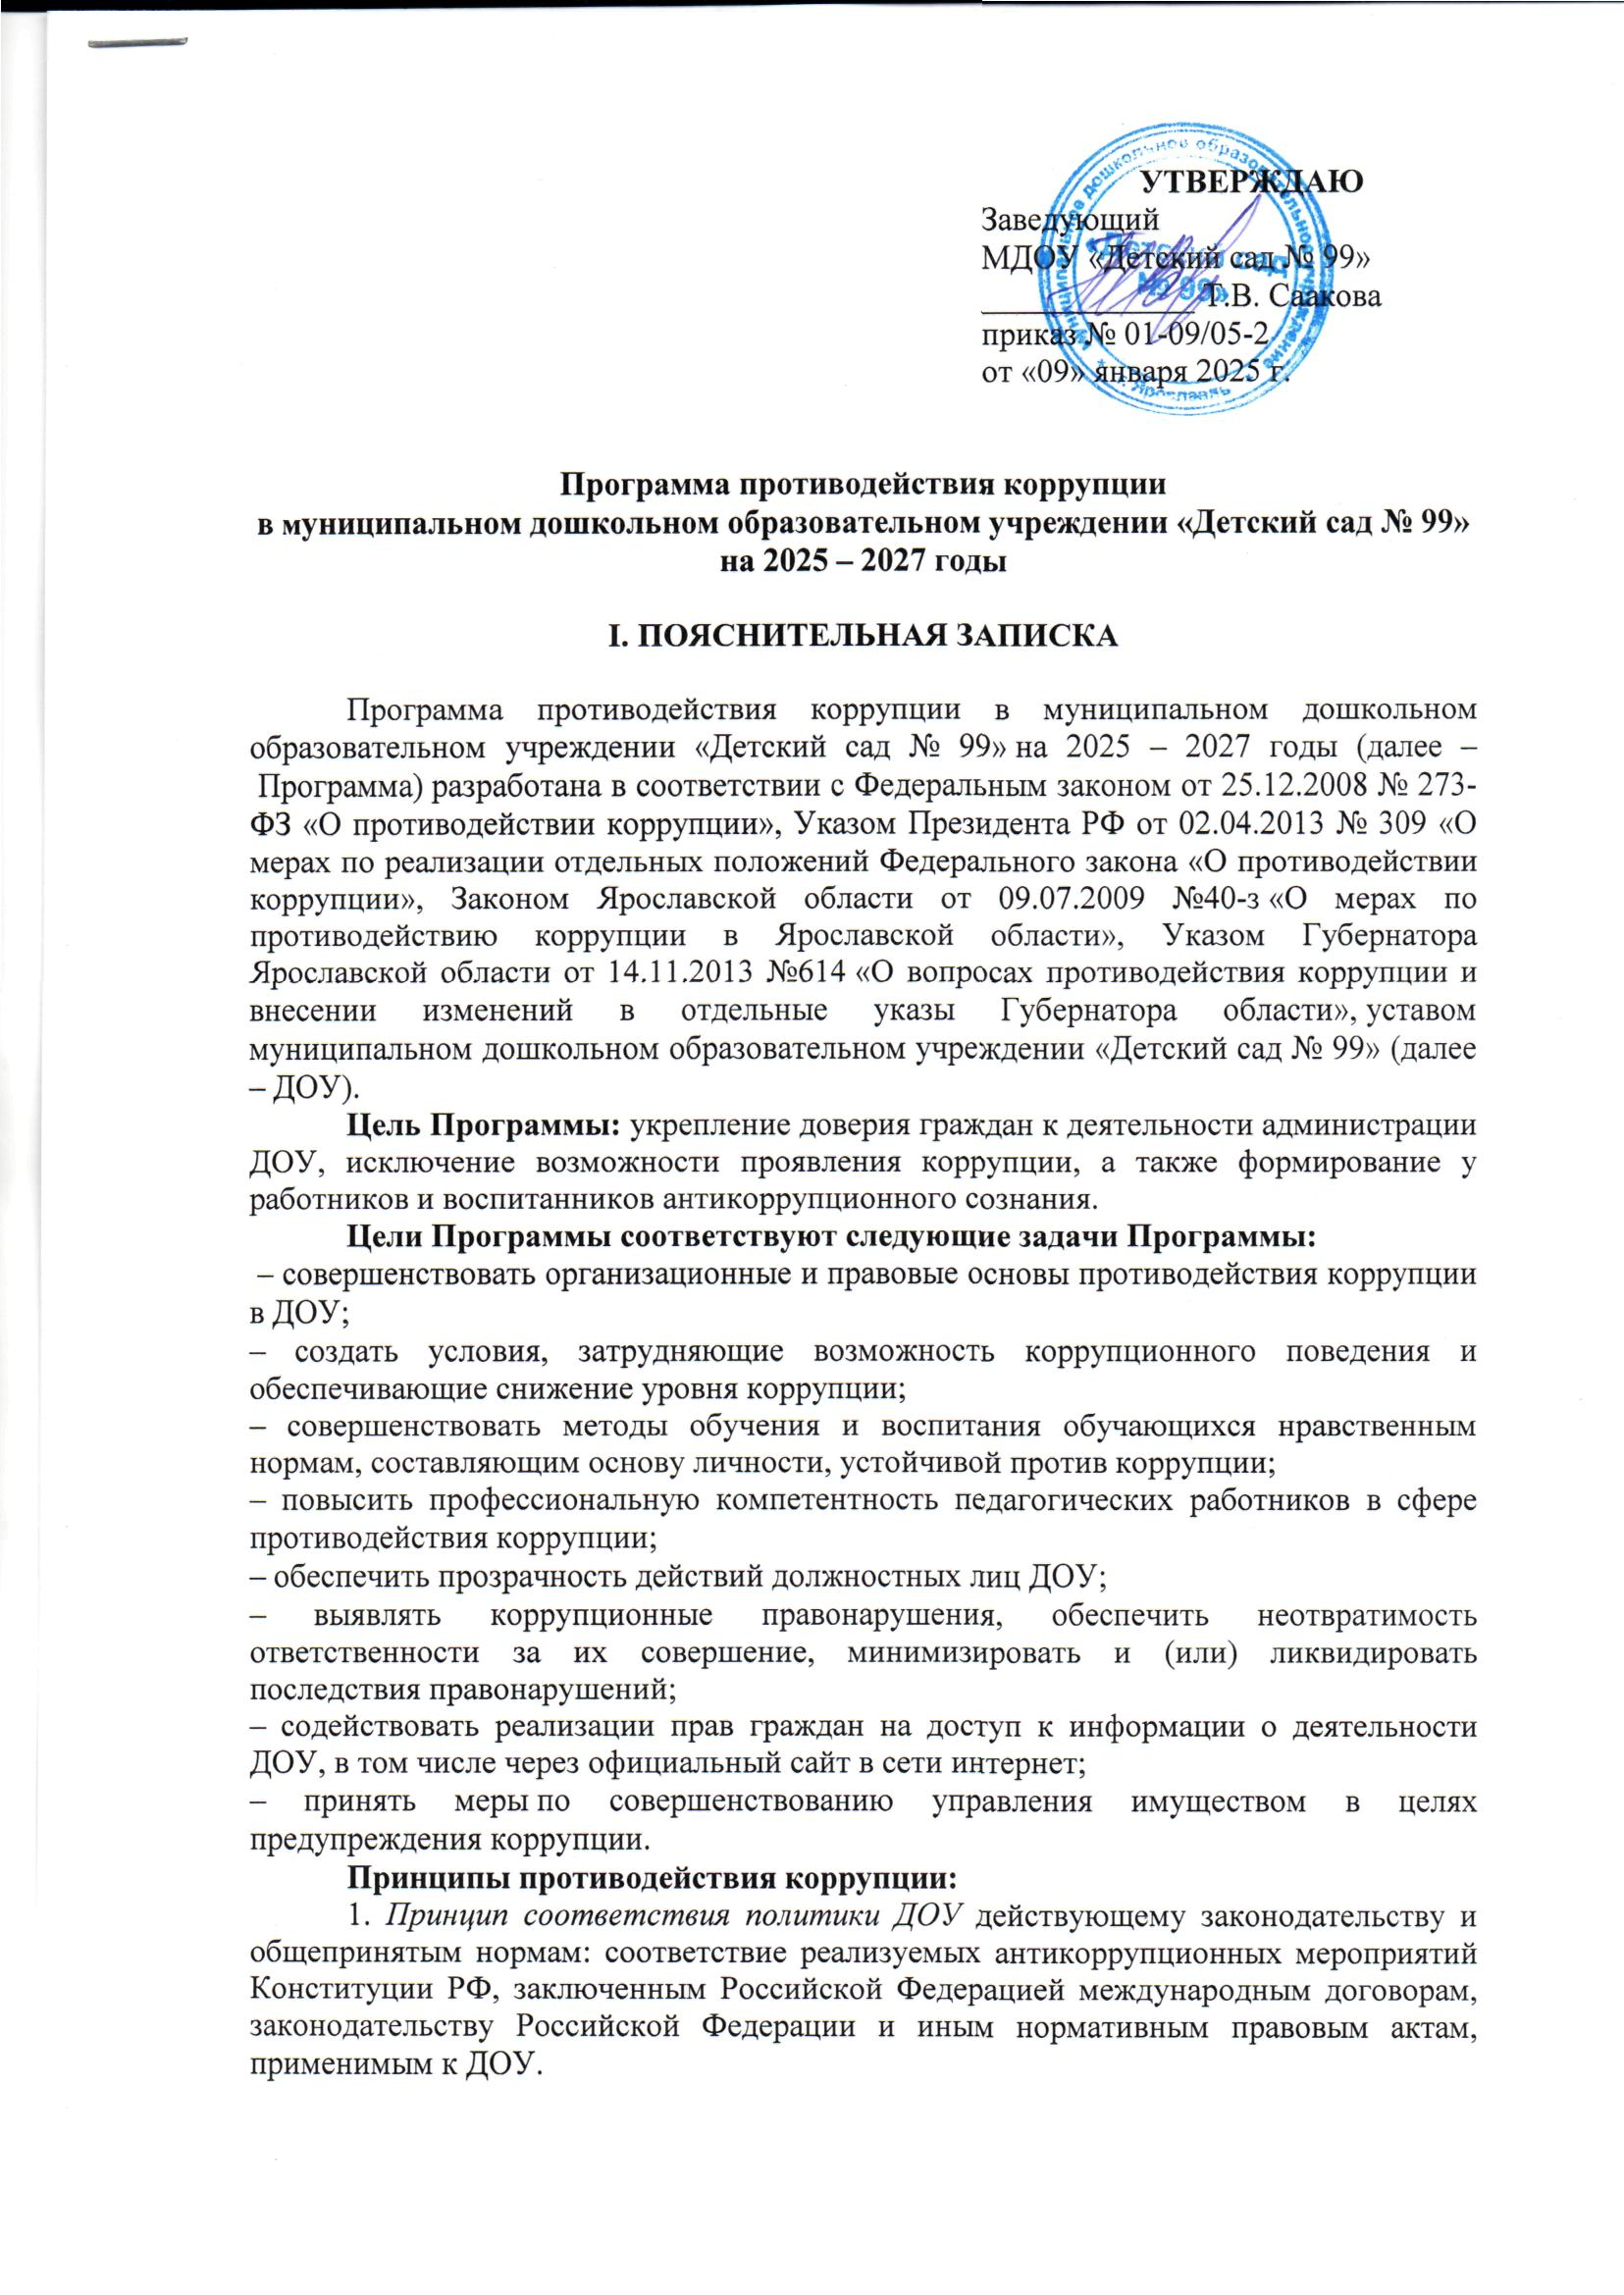 УТВЕРЖДАЮ
Заведующий
МДОУ «Детский сад № 99»
_____________ Т.В. Саакова
приказ № 01-09/05-2
от «09» января 2025 г.
муниципальное дошкольное образовательное учреждение
«Детский сад
№ 99»
г. Ярославль
Программа противодействия коррупции
в муниципальном дошкольном образовательном учреждении «Детский сад № 99»
на 2025 – 2027 годы
I. ПОЯСНИТЕЛЬНАЯ ЗАПИСКА
Программа противодействия коррупции в муниципальном дошкольном
образовательном учреждении «Детский сад № 99» на 2025 – 2027 годы (далее –
Программа) разработана в соответствии с Федеральным законом от 25.12.2008 № 273-
ФЗ «О противодействии коррупции», Указом Президента РФ от 02.04.2013 № 309 «О
мерах по реализации отдельных положений Федерального закона «О противодействии
коррупции», Законом Ярославской области от 09.07.2009 №40-з «О мерах по
противодействию коррупции в Ярославской области», Указом Губернатора
Ярославской области от 14.11.2013 №614 «О вопросах противодействия коррупции и
внесении изменений в отдельные указы Губернатора области», уставом
муниципальном дошкольном образовательном учреждении «Детский сад № 99» (далее
– ДОУ).
Цель Программы: укрепление доверия граждан к деятельности администрации
ДОУ, исключение возможности проявления коррупции, а также формирование у
работников и воспитанников антикоррупционного сознания.
Цели Программы соответствуют следующие задачи Программы:
– совершенствовать организационные и правовые основы противодействия коррупции
в ДОУ;
– создать условия, затрудняющие возможность коррупционного поведения и
обеспечивающие снижение уровня коррупции;
– совершенствовать методы обучения и воспитания обучающихся нравственным
нормам, составляющим основу личности, устойчивой против коррупции;
– повысить профессиональную компетентность педагогических работников в сфере
противодействия коррупции;
– обеспечить прозрачность действий должностных лиц ДОУ;
– выявлять коррупционные правонарушения, обеспечить неотвратимость
ответственности за их совершение, минимизировать и (или) ликвидировать
последствия правонарушений;
– содействовать реализации прав граждан на доступ к информации о деятельности
ДОУ, в том числе через официальный сайт в сети интернет;
– принять меры по совершенствованию управления имуществом в целях
предупреждения коррупции.
Принципы противодействия коррупции:
1. Принцип соответствия политики ДОУ действующему законодательству и
общепринятым нормам: соответствие реализуемых антикоррупционных мероприятий
Конституции РФ, заключенным Российской Федерацией международным договорам,
законодательству Российской Федерации и иным нормативным правовым актам,
применимым к ДОУ.